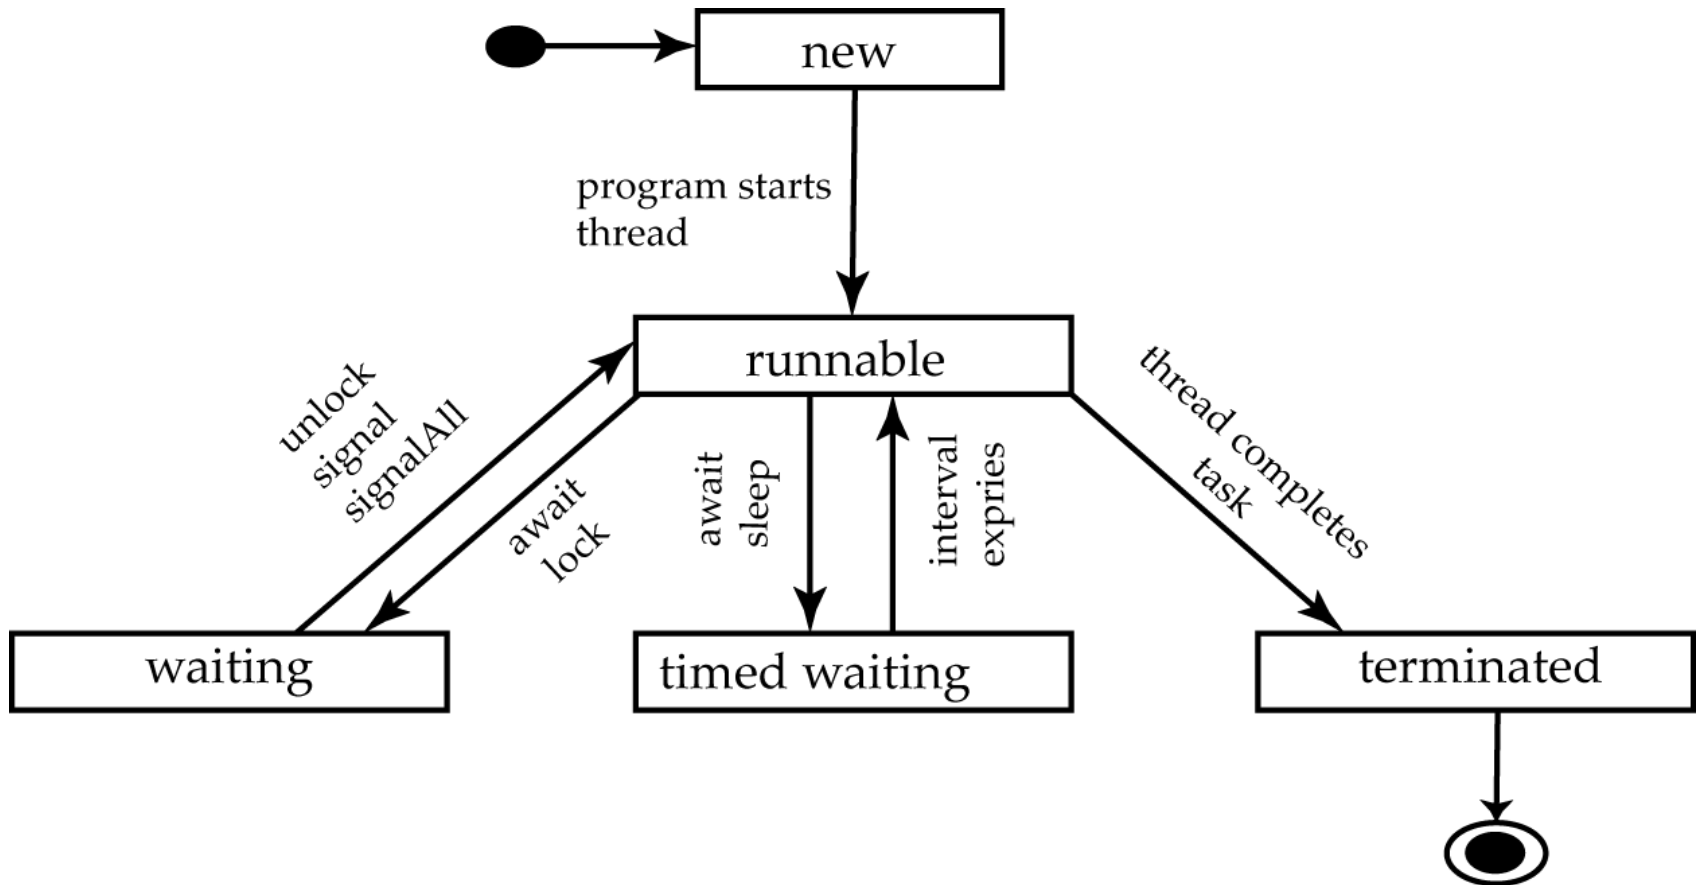 new
program starts
thread
runnable
unlock
signal
signalAll
await
lock
await
sleep
interval
expries
thread completes
task
waiting
timed waiting
terminated